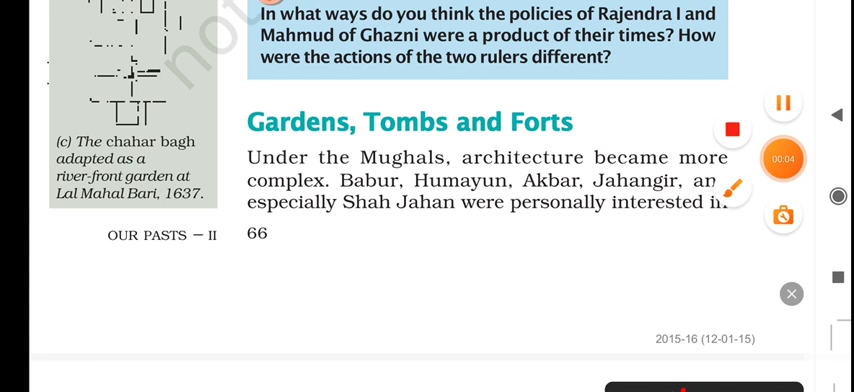 In what ways do you think the policies of Rajendra I and
Mahmud of Ghazni were a product of their times? How
were the actions of the two rulers different?
not
Gardens, Tombs and Forts
(c) The chahar bagh
adapted as a
river-front garden at
Lal Mahal Bari, 1637.
Under the Mughals, architecture became more
complex. Babur, Humayun, Akbar, Jahangir, an
especially Shah Jahan were personally interested in
OUR PASTS – II 66
00:04
2015-16 (12-01-15)